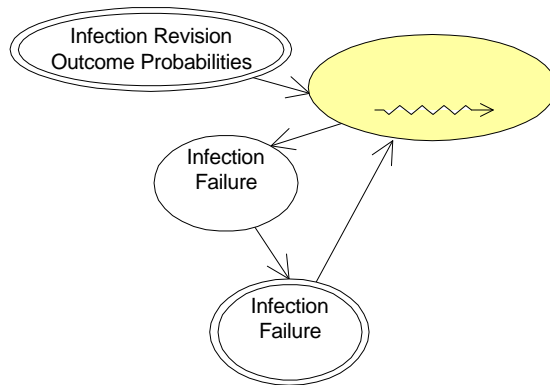 Infection Revision
Outcome Probabilities
Infection
Failure
Infection
Failure